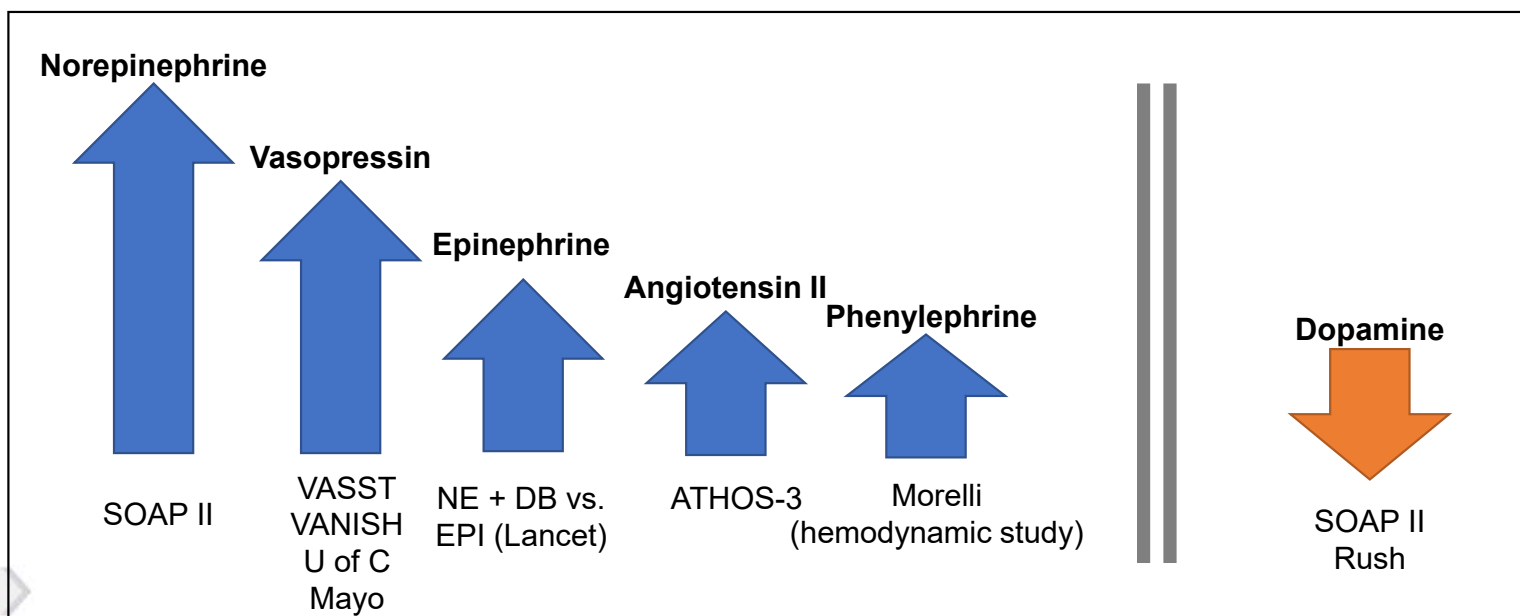 Norepinephrine
Vasopressin
Epinephrine
Angiotensin II
Phenylephrine
Dopamine
SOAP II
VASST
VANISH
U of C
Mayo
NE + DB vs.
EPI (Lancet)
ATHOS-3
Morelli
(hemodynamic study)
SOAP II
Rush